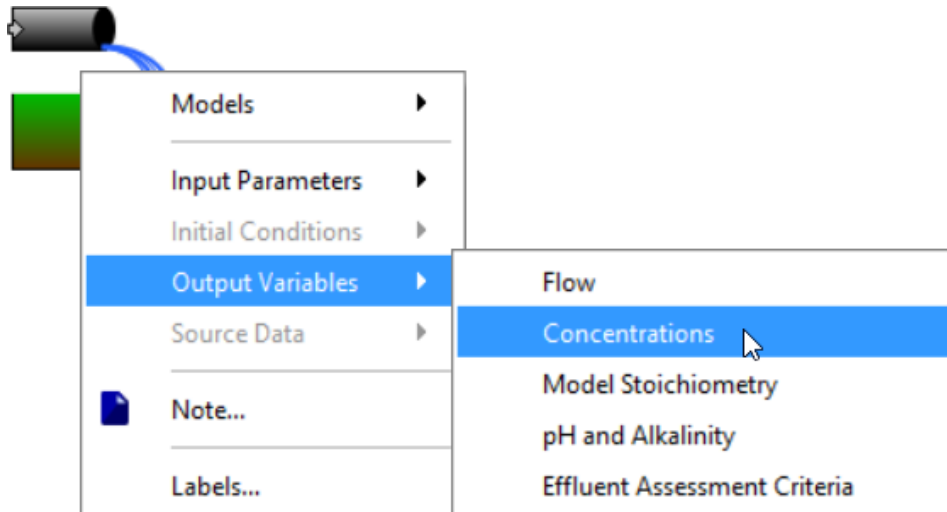 Models
Input Parameters
Initial Conditions
Output Variables
Source Data
Note...
Labels...
Flow
Concentrations
Model Stoichiometry
pH and Alkalinity
Effluent Assessment Criteria